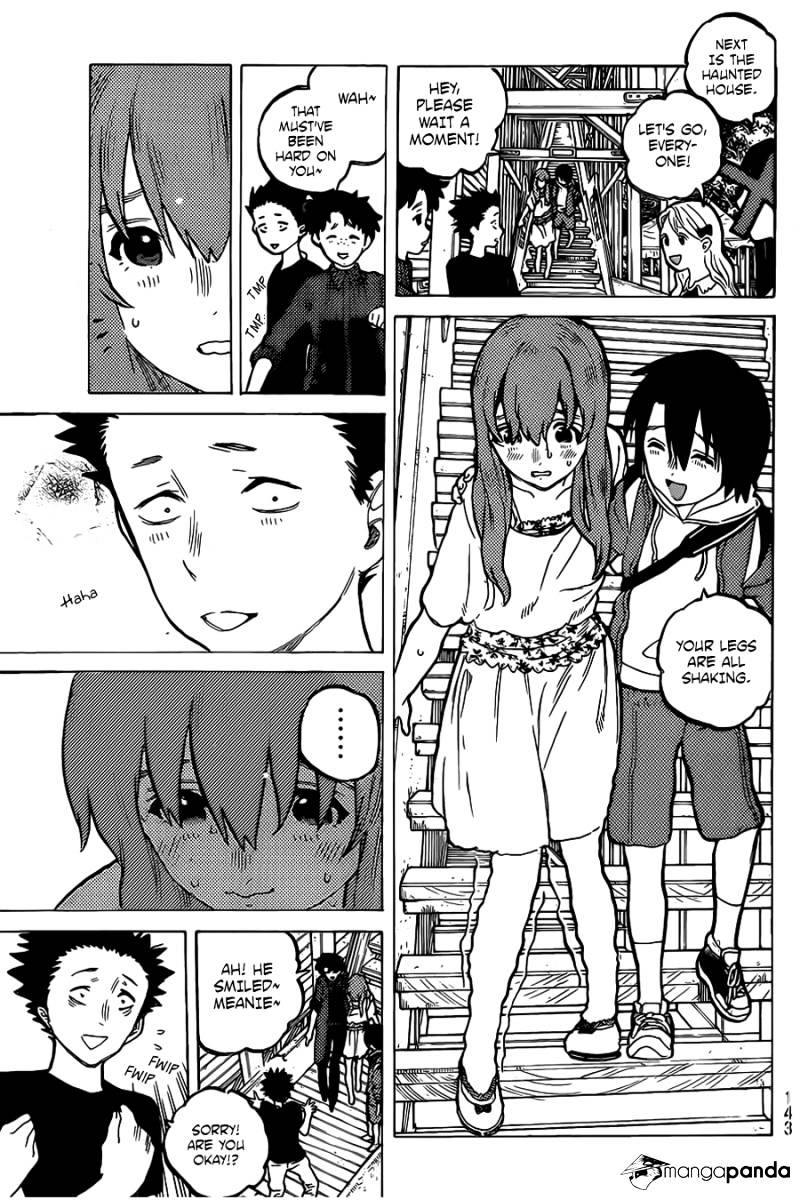 NEXT
IS THE
HAUNTED
HOUSE.
LET'S GO,
EVERY-
ONE!
HEY,
PLEASE
WAIT A
MOMENT!
YOUR LEGS
ARE ALL
SHAKING.
WAH~
THAT
MUST'VE
BEEN
HARD ON
YOU~
TMP
TMP
Haha
......
AH! HE
SMILED~
MEANIE~
SORRY!
ARE YOU
OKAY!?
FWIP
FWIP
143
mangapanda